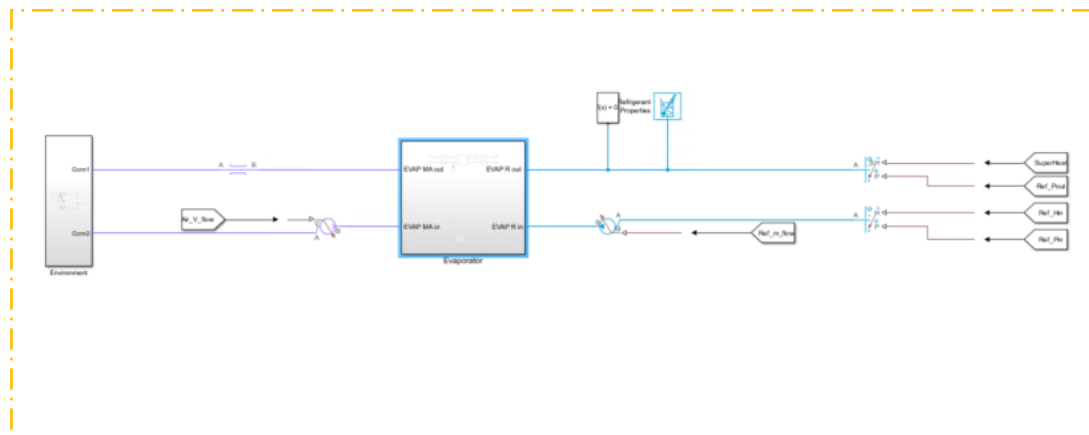 f(x) = 0
Refrigerant
Properties
Conn1
A
B
EVAP MA out
EVAP R out
A
SuperHeat
Ref_Pout
Air_V_flow
Ref_Hin
A
A
Conn2
A
EVAP MA in
EVAP R in
Ref_m_flow
Ref_Pin
Evaporator
Environment